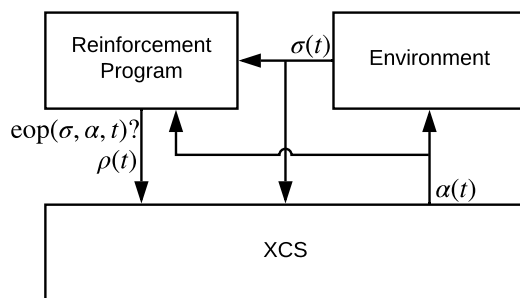 Reinforcement
Program
σ(t)
Environment
eop(σ, α, t)?
ρ(t)
α(t)
XCS